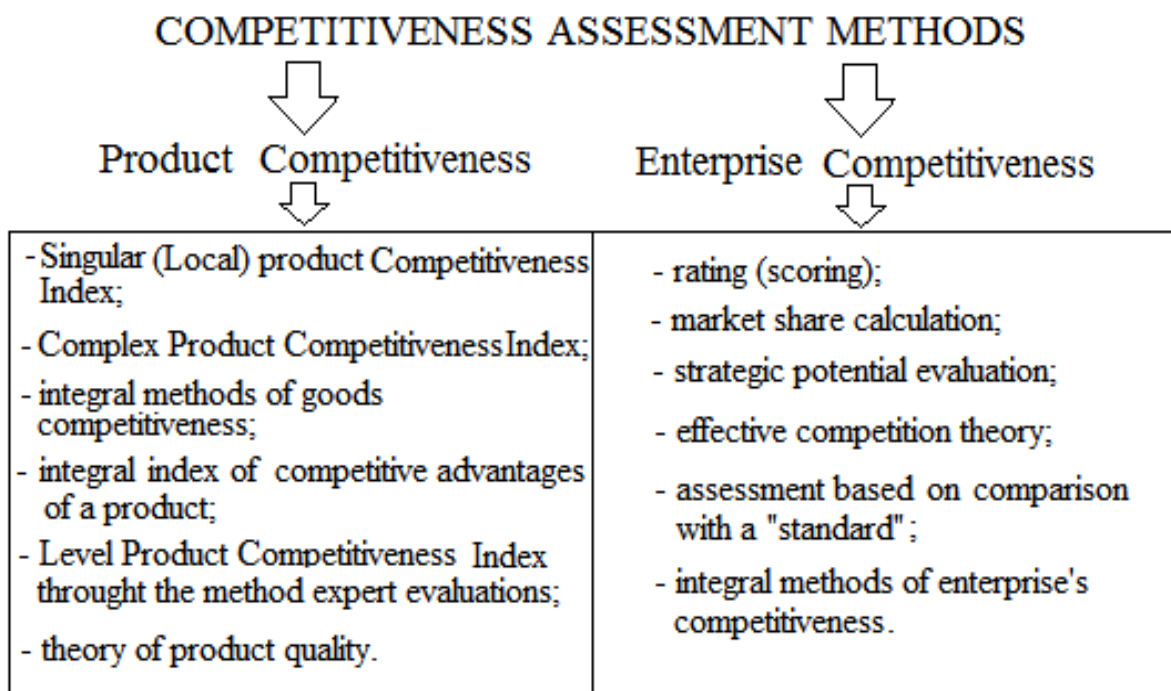 COMPETITIVENESS ASSESSMENT METHODS
Product Competitiveness
Enterprise Competitiveness
- Singular (Local) product Competitiveness
Index;
- Complex Product Competitiveness Index;
- integral methods of goods
competitiveness;
- integral index of competitive advantages
of a product;
- Level Product Competitiveness Index
throught the method expert evaluations;
- theory of product quality.
- rating (scoring);
- market share calculation;
- strategic potential evaluation;
- effective competition theory;
- assessment based on comparison
with a "standard" ;
- integral methods of enterprise's
competitiveness.